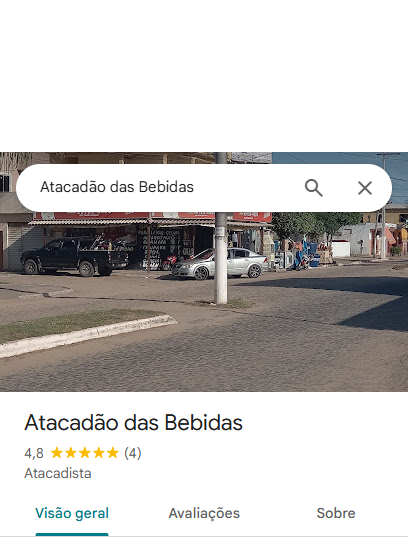 Atacadão das Bebidas
Atacadão das Bebidas
4,8 ★★★★★ (4)
Atacadista
Visão geral
Avaliações
Sobre